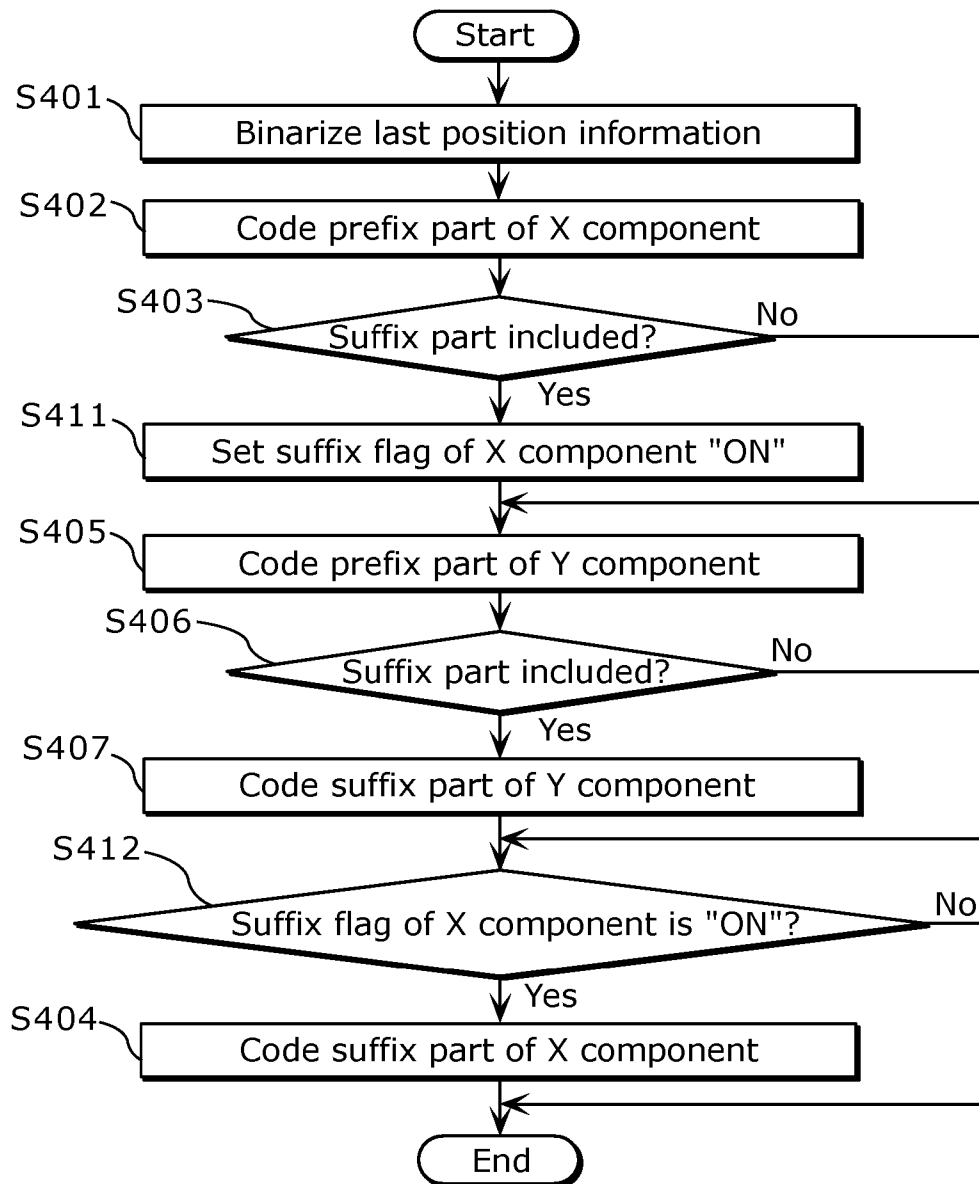 Start
S401
Binarize last position information
S402
Code prefix part of X component
S403
Suffix part included?
No
Yes
S411
Set suffix flag of X component "ON"
S405
Code prefix part of Y component
S406
Suffix part included?
No
Yes
S407
Code suffix part of Y component
S412
Suffix flag of X component is "ON"?
No
Yes
S404
Code suffix part of X component
End